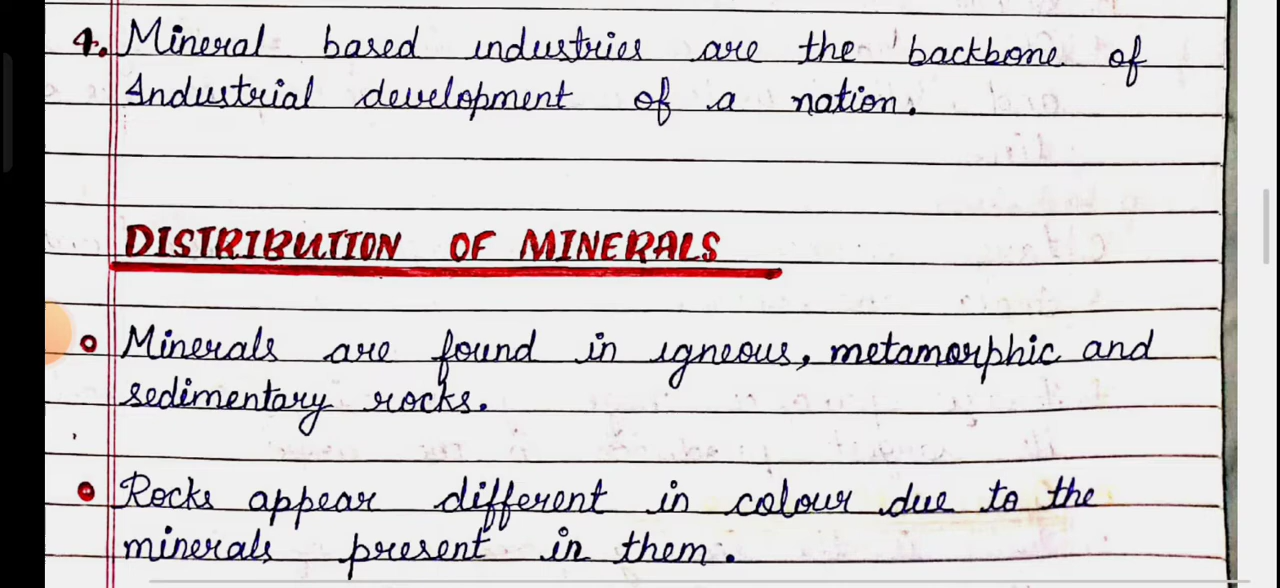 4. Mineral based industries are the backbone of
Industrial development of a nation.
DISTRIBUTION OF MINERALS
Minerals are found in igneous, metamorphic and
sedimentary rocks.
Rocks appear different in colour due to the
minerals present in them.